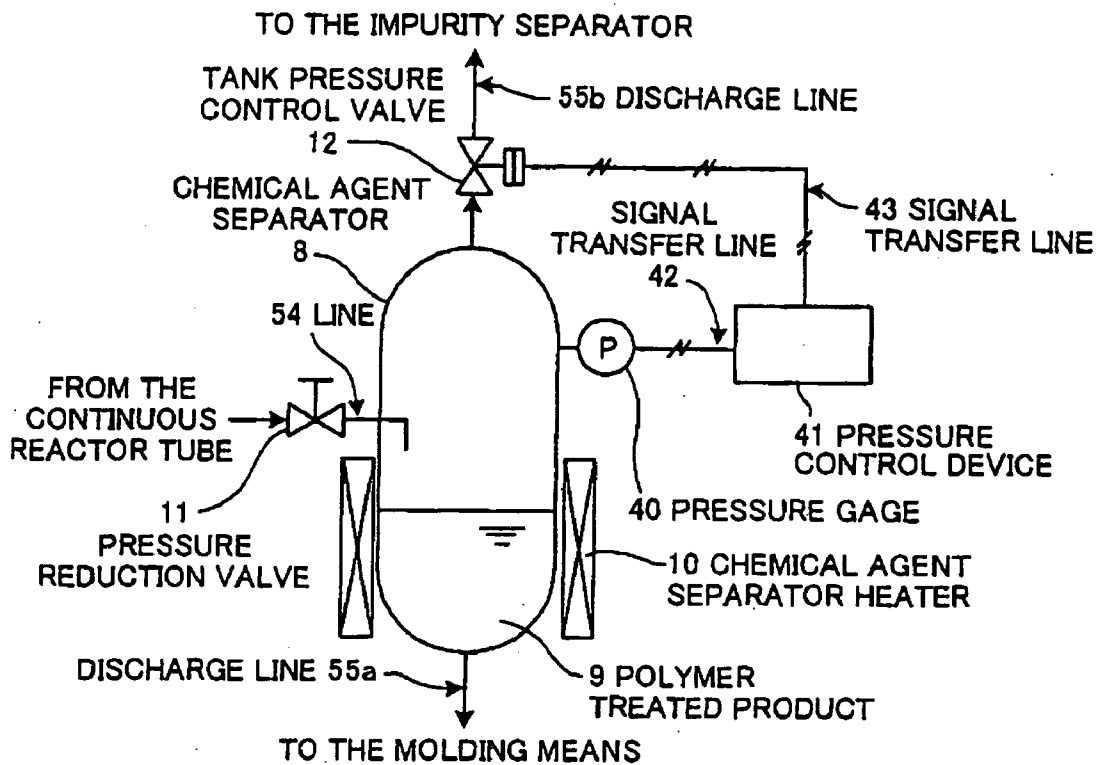 TO THE IMPURITY SEPARATOR
TANK PRESSURE
CONTROL VALVE
12
55b DISCHARGE LINE
CHEMICAL AGENT
SEPARATOR
8
SIGNAL
TRANSFER LINE
42
43 SIGNAL
TRANSFER LINE
54 LINE
P
FROM THE
CONTINUOUS
REACTOR TUBE
41 PRESSURE
CONTROL DEVICE
11
PRESSURE
REDUCTION VALVE
40 PRESSURE GAGE
10 CHEMICAL AGENT
SEPARATOR HEATER
DISCHARGE LINE 55a
9 POLYMER
TREATED PRODUCT
TO THE MOLDING MEANS